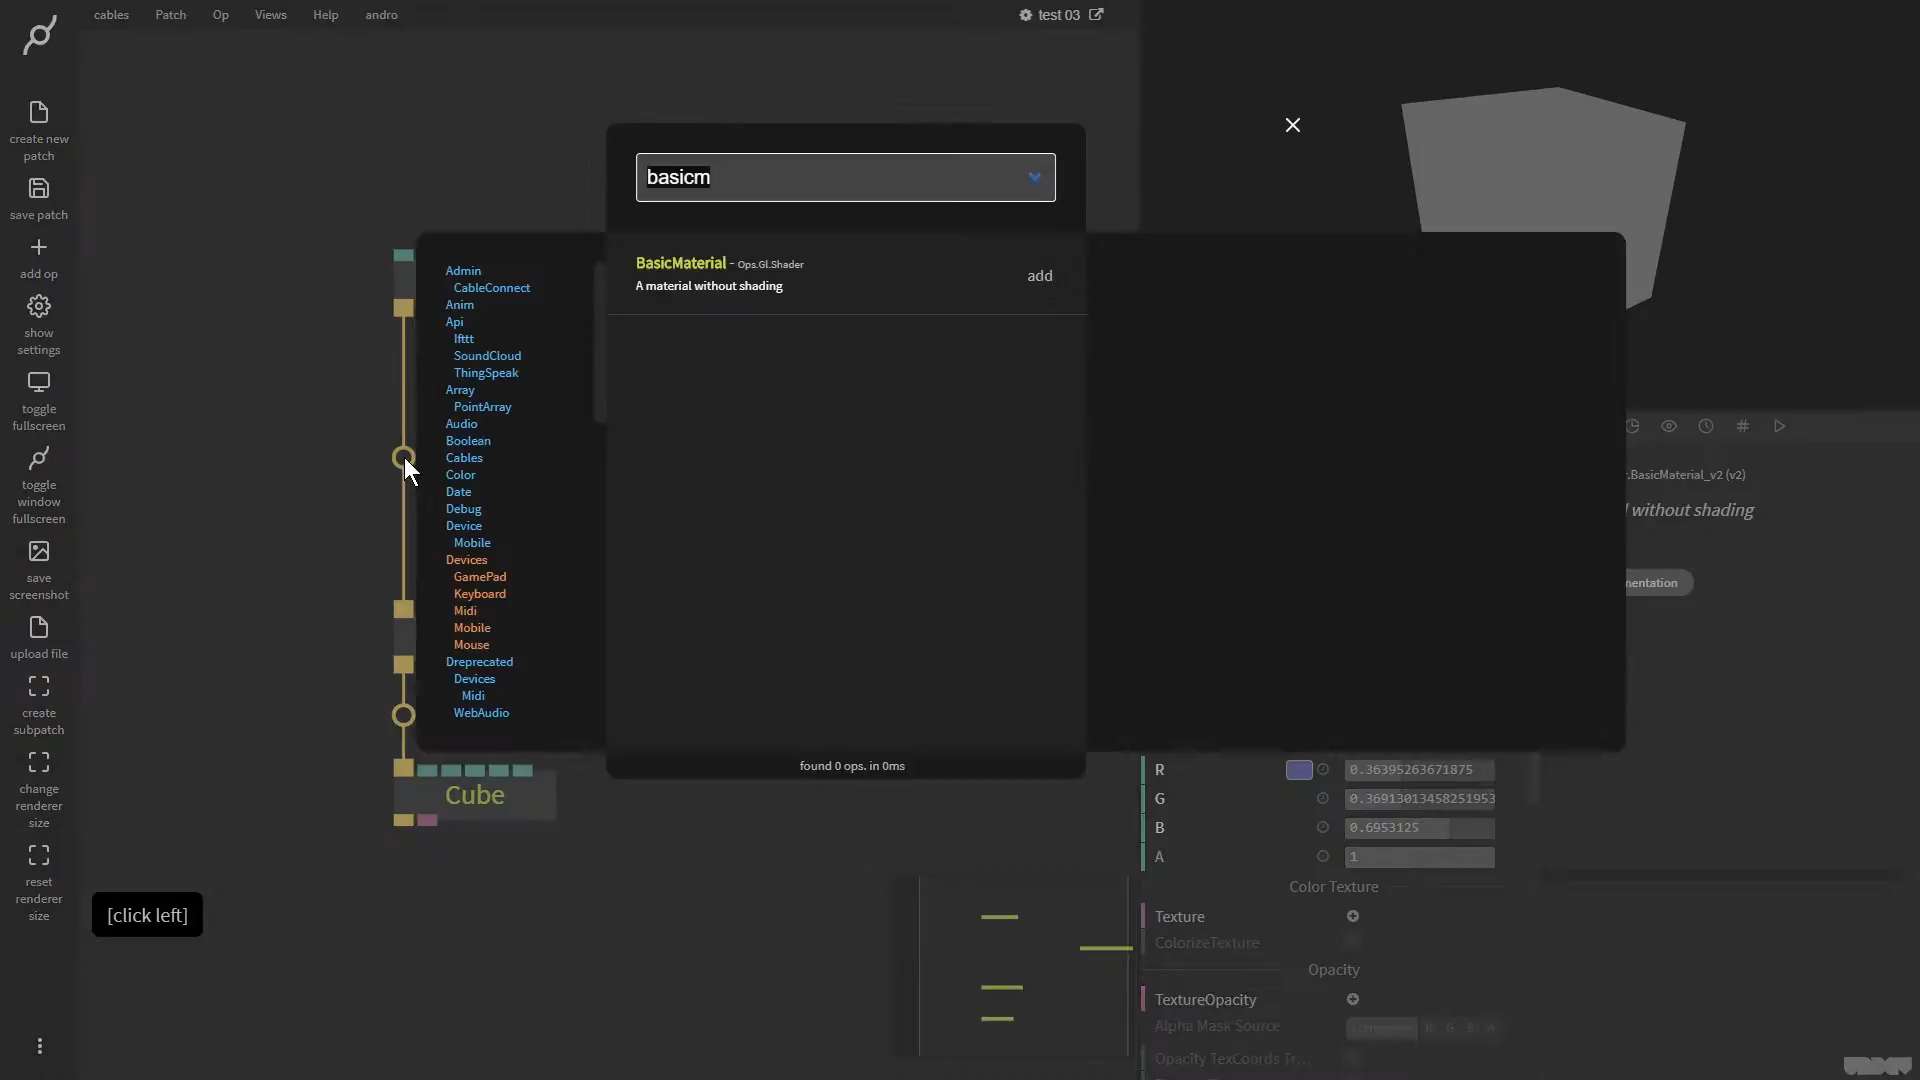 cables Patch Op Views Help andro
test 03
create new
patch
save patch
add op
show
settings
toggle
fullscreen
toggle
window
fullscreen
save
screenshot
upload file
create
subpatch
change
renderer
size
reset
renderer
size
basicm
BasicMaterial - Ops.Gl.Shader
A material without shading
add
Admin
CableConnect
Anim
Api
Ifttt
SoundCloud
ThingSpeak
Array
PointArray
Audio
Boolean
Cables
Color
Date
Debug
Device
Mobile
Devices
GamePad
Keyboard
Midi
Mobile
Mouse
Dreprecated
Devices
Midi
WebAudio
found 0 ops. in 0ms
Cube
[click left]
#
r.BasicMaterial_v2 (v2)
without shading
mentation
R 0.36395263671875
G 0.36913013458251953
B 0.6953125
A 1
Color Texture
Texture
ColorizeTexture
Opacity
TextureOpacity
Alpha Mask Source R G B A
Opacity TexCoords Tr...